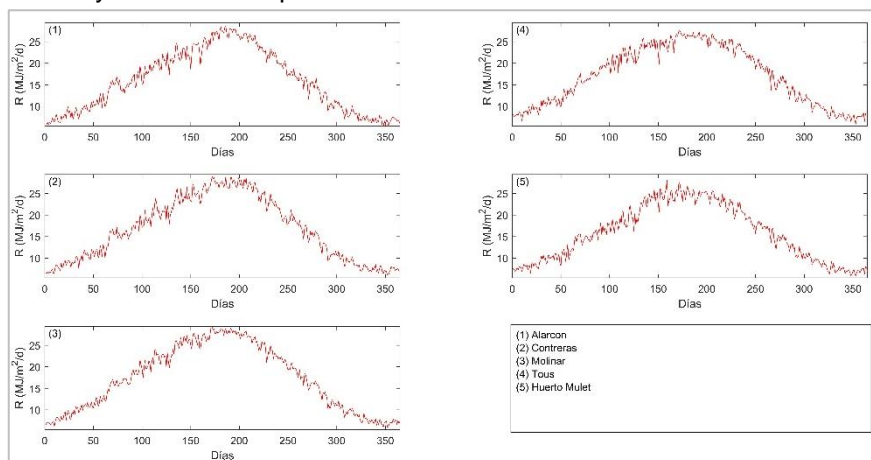 (1)
R (MJ/m²/d)
25
20
15
10
0 50 100 150 200 250 300 350
Días
(2)
R (MJ/m²/d)
25
20
15
10
0 50 100 150 200 250 300 350
Días
(3)
R (MJ/m²/d)
25
20
15
10
0 50 100 150 200 250 300 350
Días
(4)
R (MJ/m²/d)
25
20
15
10
0 50 100 150 200 250 300 350
Días
(5)
R (MJ/m²/d)
25
20
15
10
0 50 100 150 200 250 300 350
Días
(1) Alarcon
(2) Contreras
(3) Molinar
(4) Tous
(5) Huerto Mulet